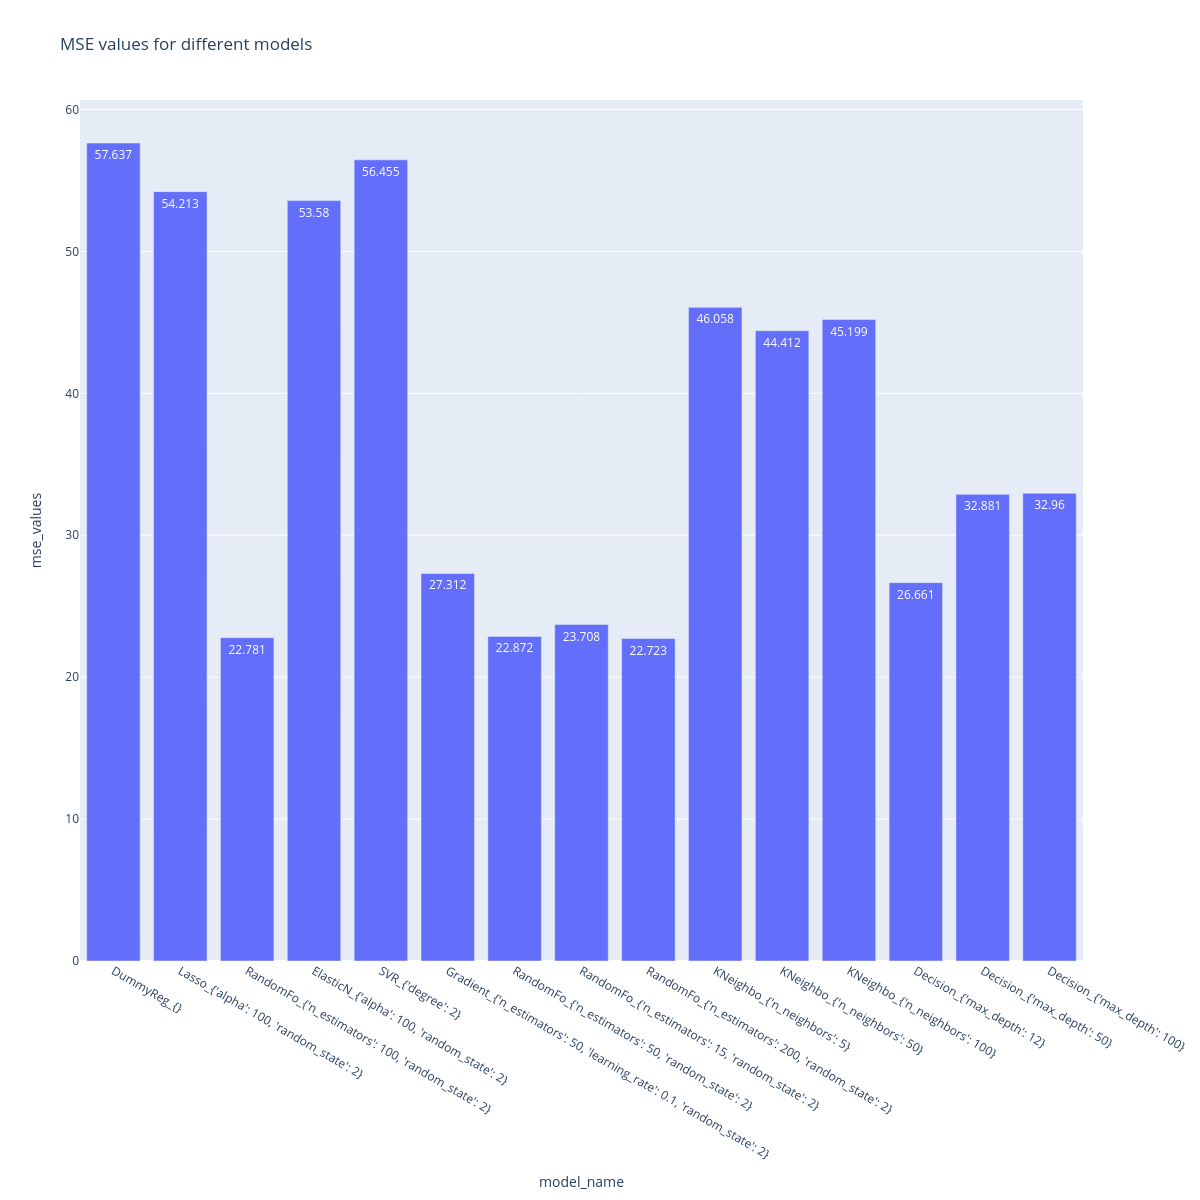 MSE values for different models
60
50
40
30
20
10
0
mse_values
57.637
54.213
22.781
53.58
56.455
27.312
22.872
23.708
22.723
46.058
44.412
45.199
26.661
32.881
32.96
DummyReg_{}
Lasso_{'alpha': 100, 'random_state': 2}
RandomFo_{'n_estimators': 100, 'random_state': 2}
ElasticN_{'alpha': 100, 'random_state': 2}
SVR_{'degree': 2}
Gradient_{'n_estimators': 50, 'learning_rate': 0.1, 'random_state': 2}
RandomFo_{'n_estimators': 50, 'random_state': 2}
RandomFo_{'n_estimators': 15, 'random_state': 2}
RandomFo_{'n_estimators': 200, 'random_state': 2}
KNeighbo_{'n_neighbors': 5}
KNeighbo_{'n_neighbors': 50}
KNeighbo_{'n_neighbors': 100}
Decision_{'max_depth': 12}
Decision_{'max_depth': 50}
Decision_{'max_depth': 100}
model_name